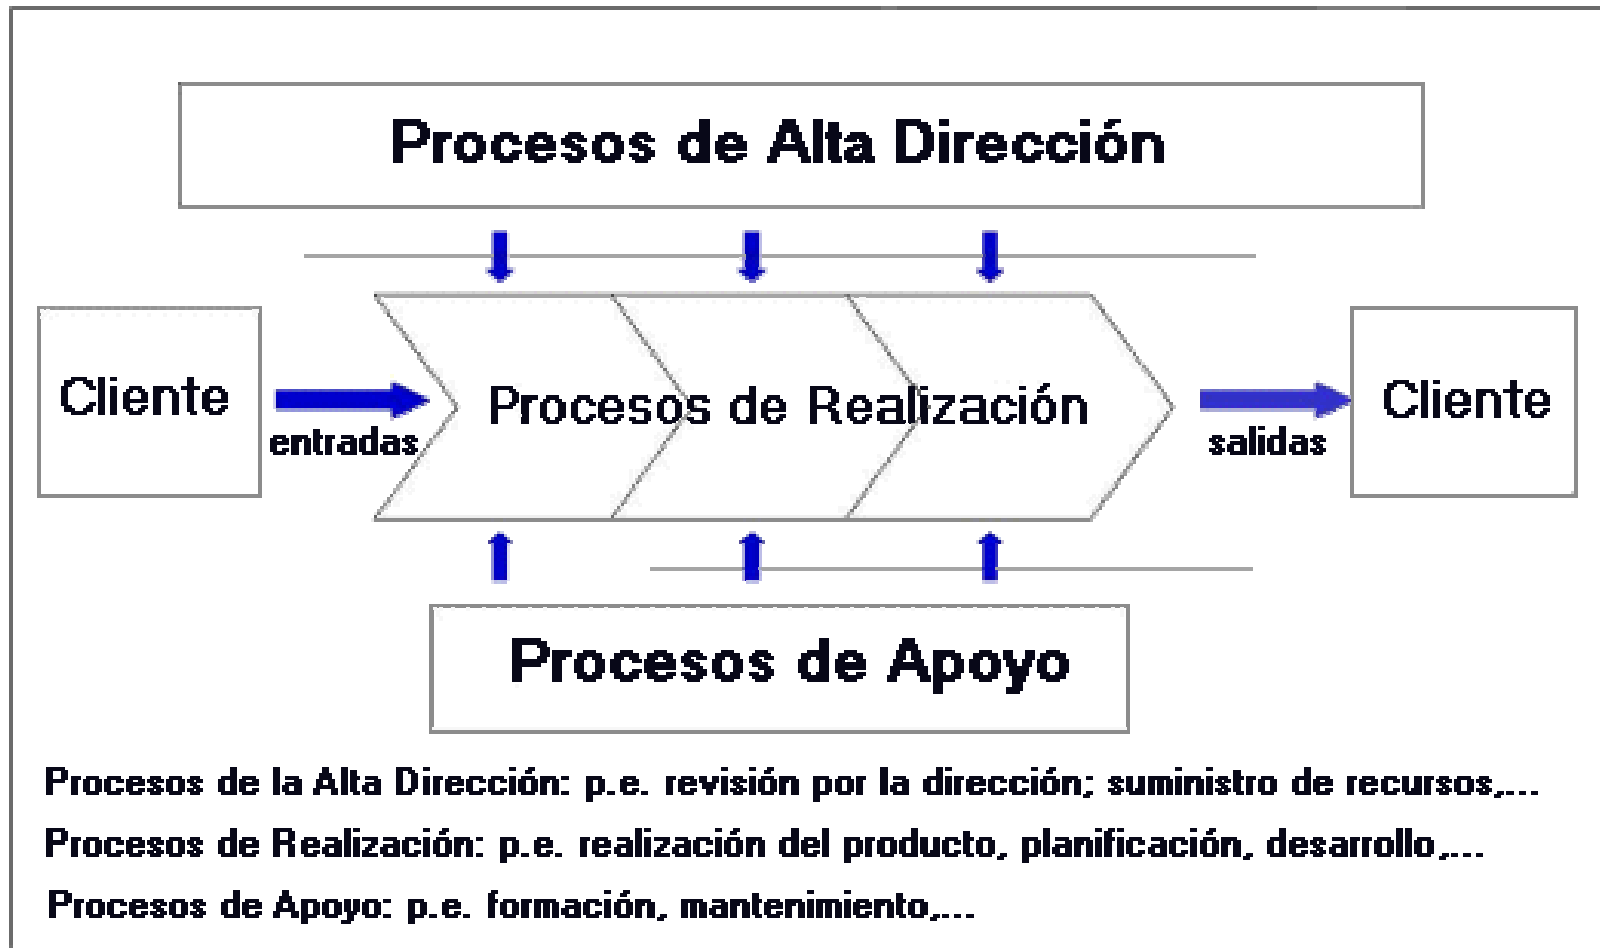 Procesos de Alta Dirección
Cliente
entradas
Procesos de Realización
salidas
Cliente
Procesos de Apoyo
Procesos de la Alta Dirección: p.e. revisión por la dirección; suministro de recursos,...
Procesos de Realización: p.e. realización del producto, planificación, desarrollo,...
Procesos de Apoyo: p.e. formación, mantenimiento,...